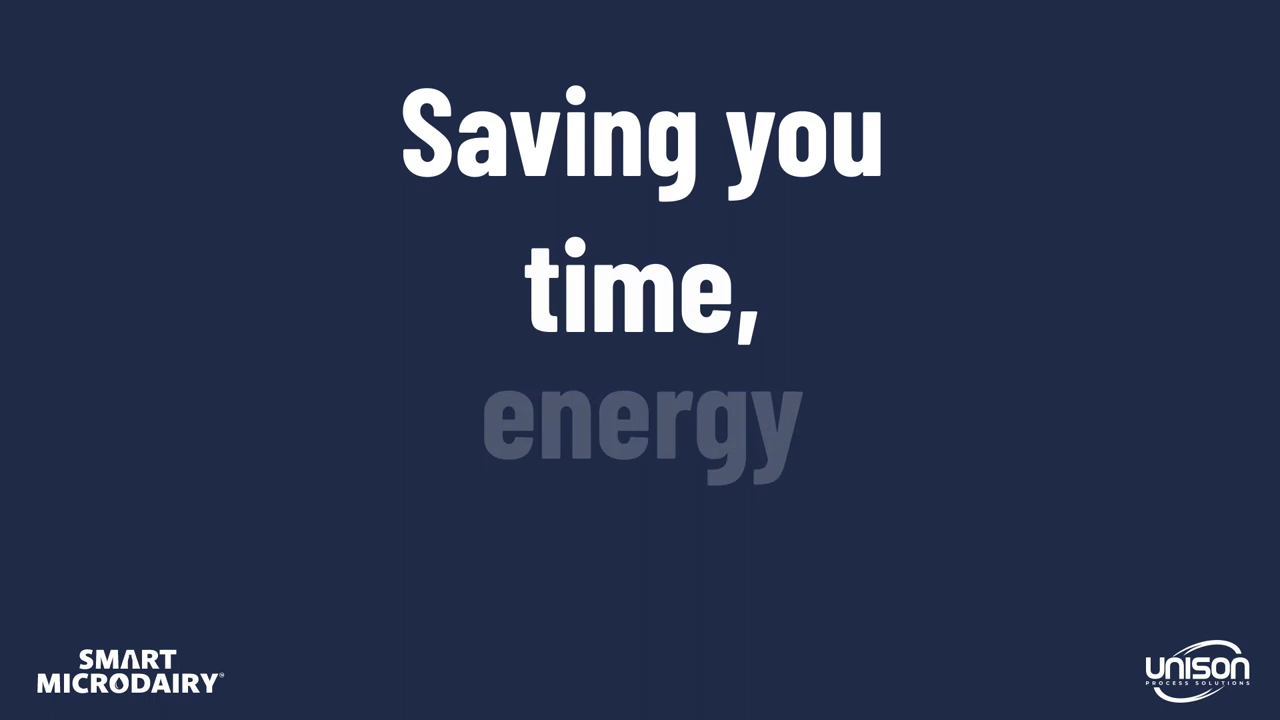 Saving you
time,
energy
SMART
MICRODAIRY®
UNISON
PROCESS SOLUTIONS